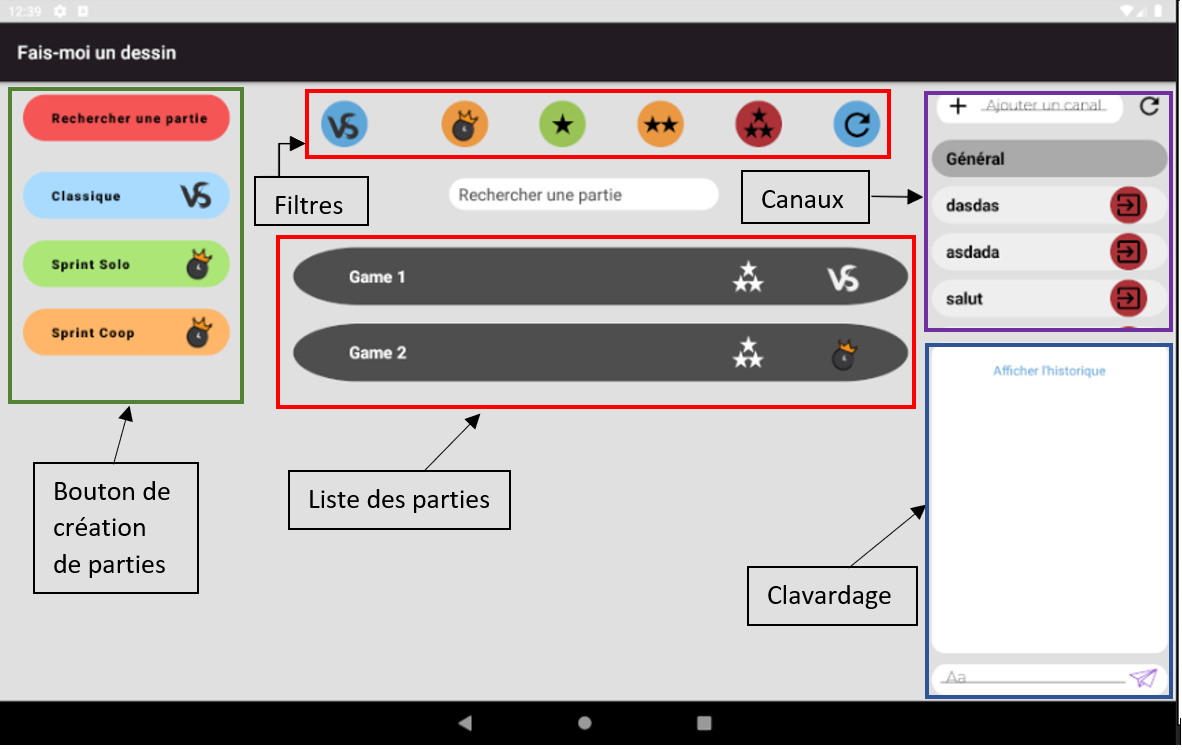 12:39
Fais-moi un dessin
Rechercher une partie
Classique
VS
Sprint Solo
Sprint Coop
Bouton de
création
de parties
VS
Filtres
Rechercher une partie
Canaux
Game 1
VS
Game 2
Liste des parties
Clavardage
Ajouter un canal
Général
dasdas
asdada
salut
Afficher l'historique
Aa